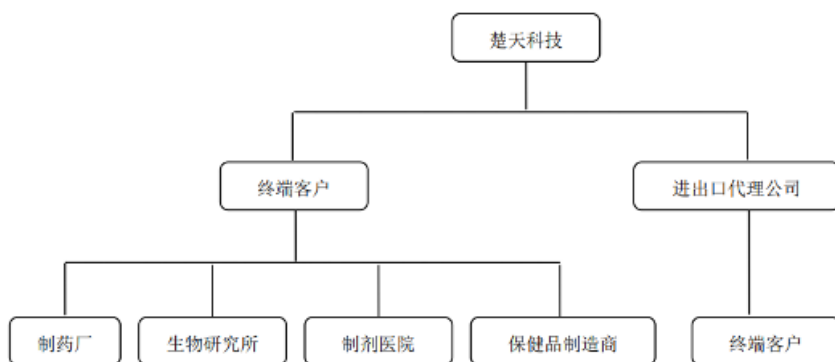 楚天科技
终端客户
进出口代理公司
制药厂
生物研究所
制剂医院
保健品制造商
终端客户